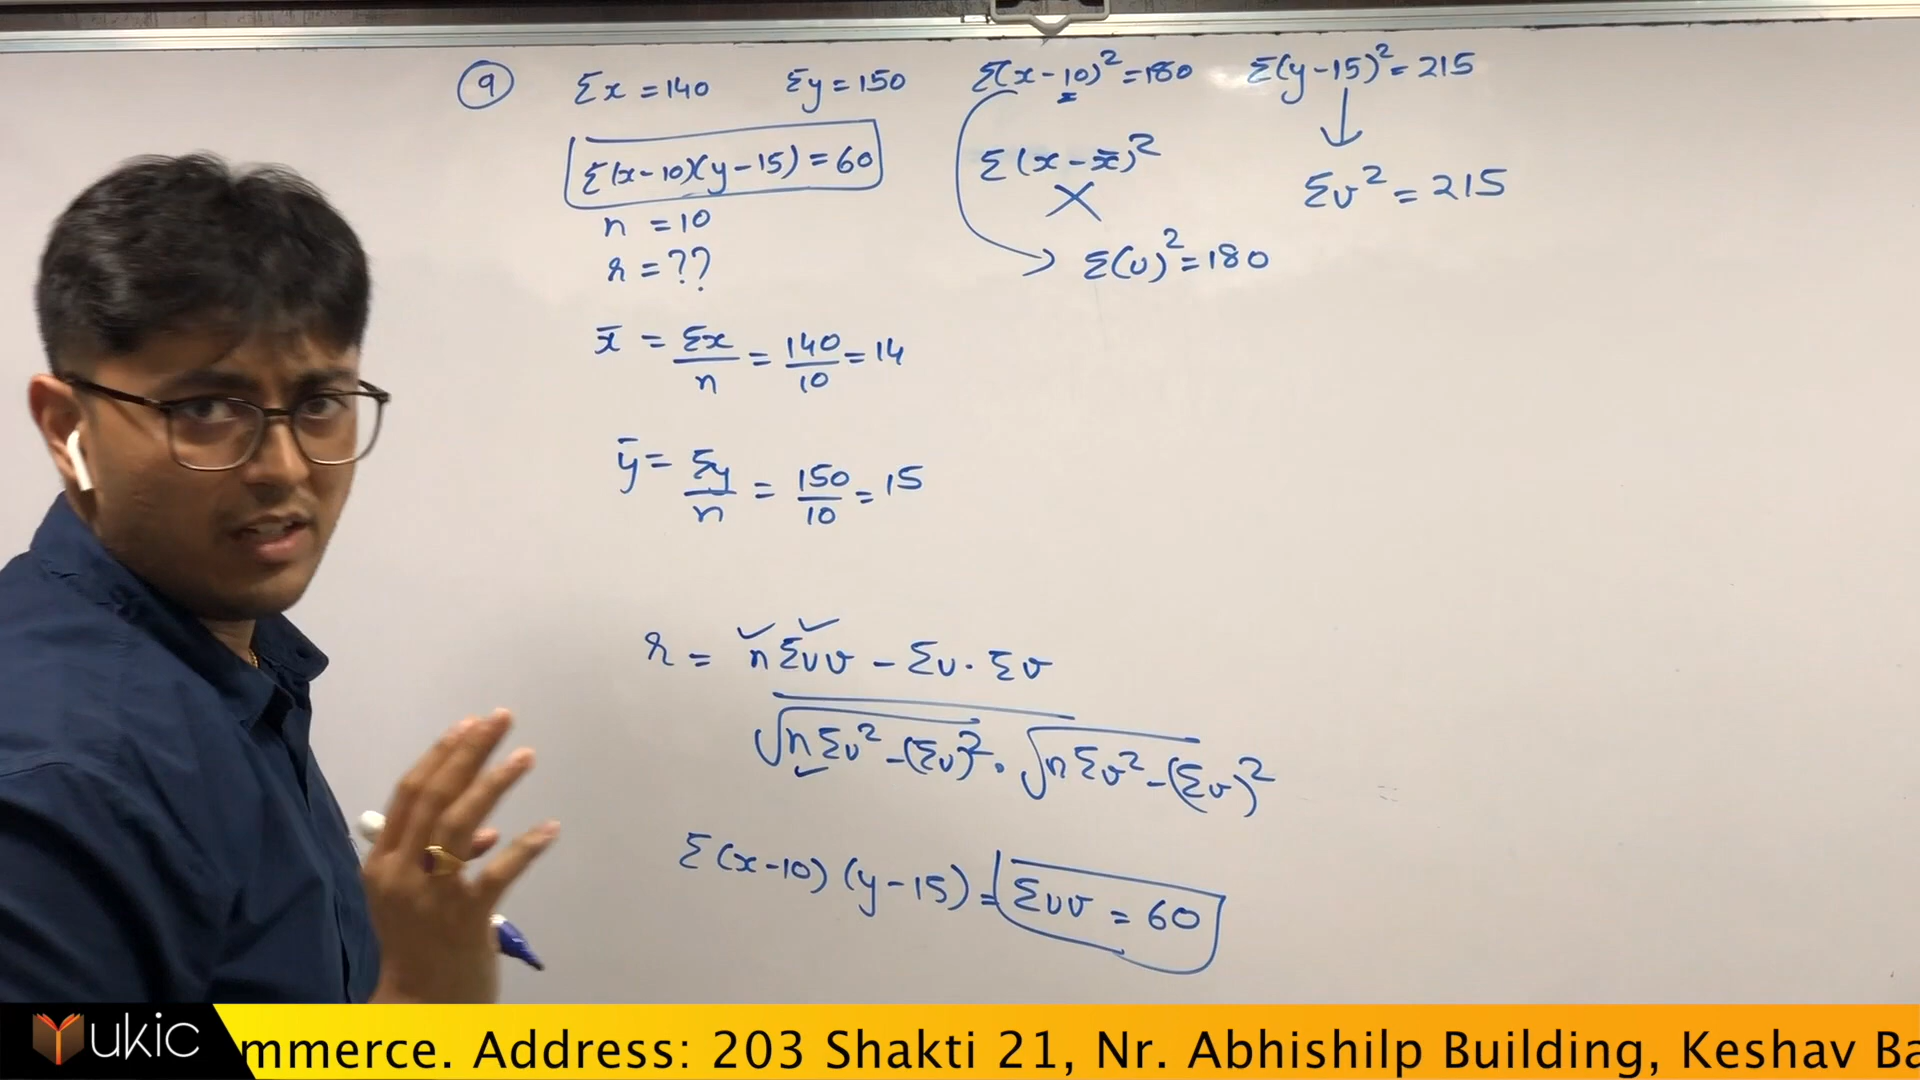 9 Σx = 140 Σy = 150 Σ(x-10)² = 180 Σ(y-15)² = 215
Σ(x-10)(y-15) = 60
Σ(x-x̄)²
Σv² = 215
n = 10
r = ??
Σ(u)² = 180
x̄ = Σx/n = 140/10 = 14
ȳ = Σy/n = 150/10 = 15
r = nΣuv - Σu · Σv / √nΣu² - (Σu)² · √nΣv² - (Σv)²
Σ(x-10) (y-15) = Σuv = 60
Yukic
mmerce. Address: 203 Shakti 21, Nr. Abhishilp Building, Keshav Ba